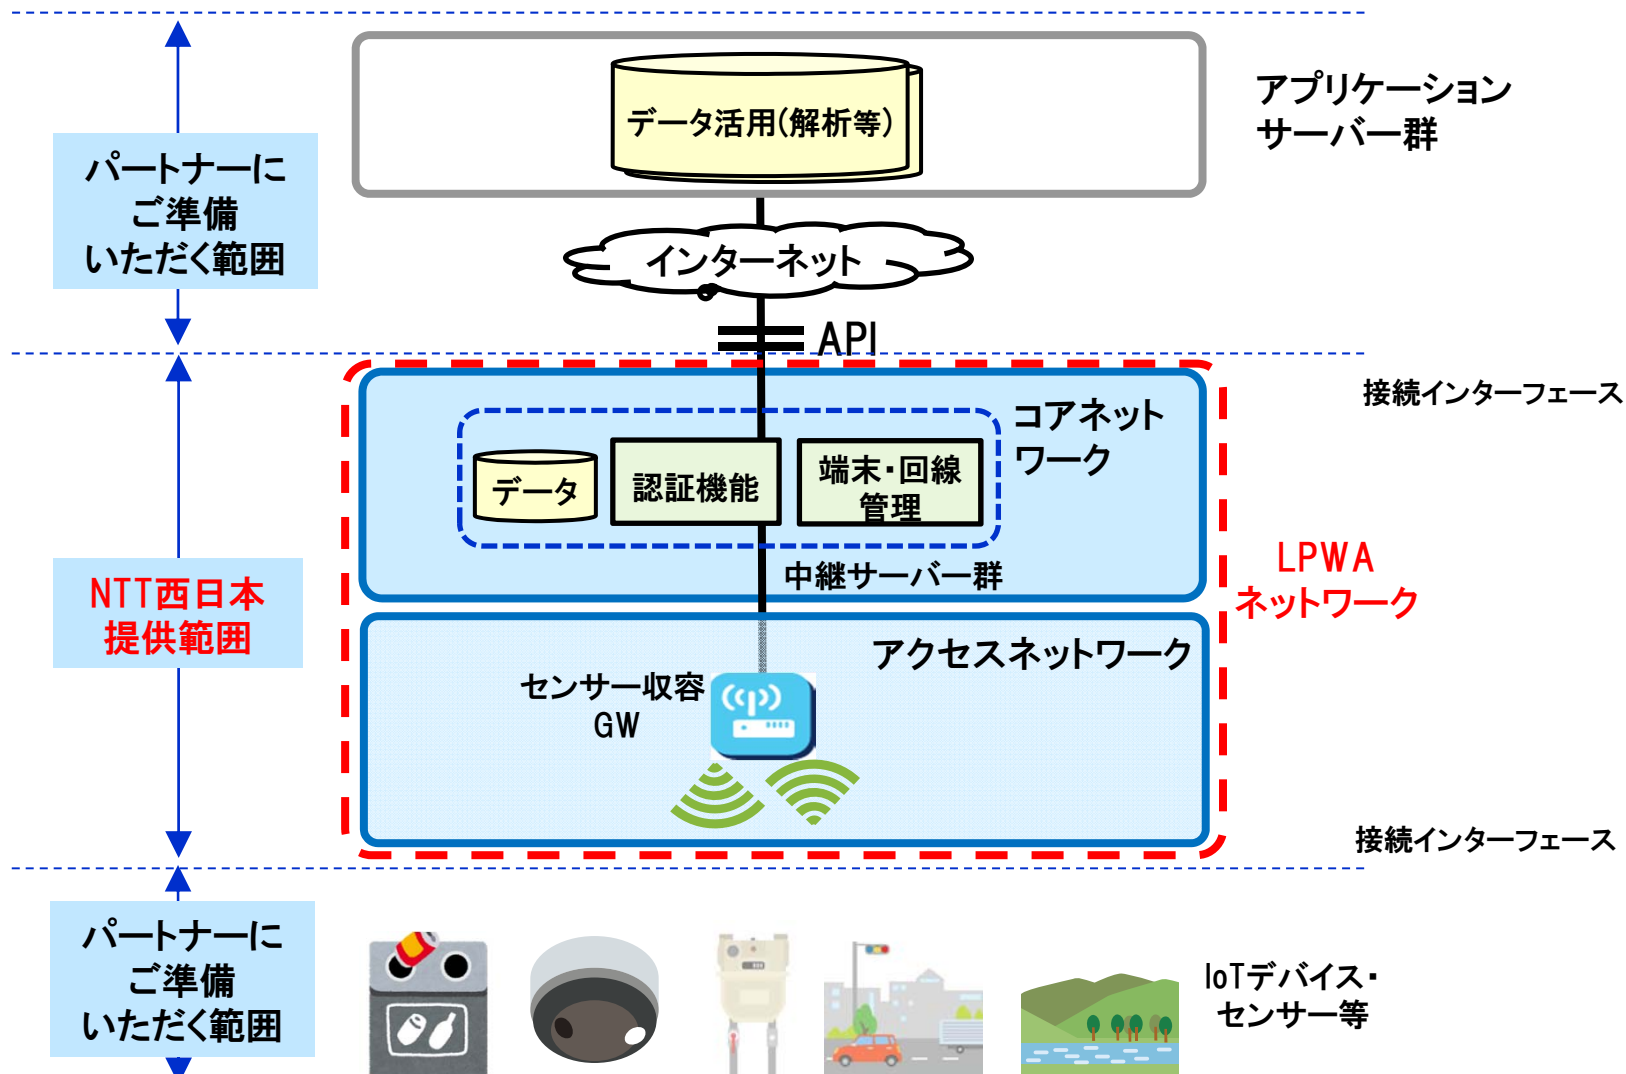 パートナーに
ご準備
いただく範囲
データ活用(解析等)
アプリケーション
サーバー群
インターネット
API
接続インターフェース
コアネット
ワーク
データ
認証機能
端末・回線
管理
中継サーバー群
NTT西日本
提供範囲
LPWA
ネットワーク
アクセスネットワーク
センサー収容
GW
接続インターフェース
パートナーに
ご準備
いただく範囲
IoTデバイス・
センサー等